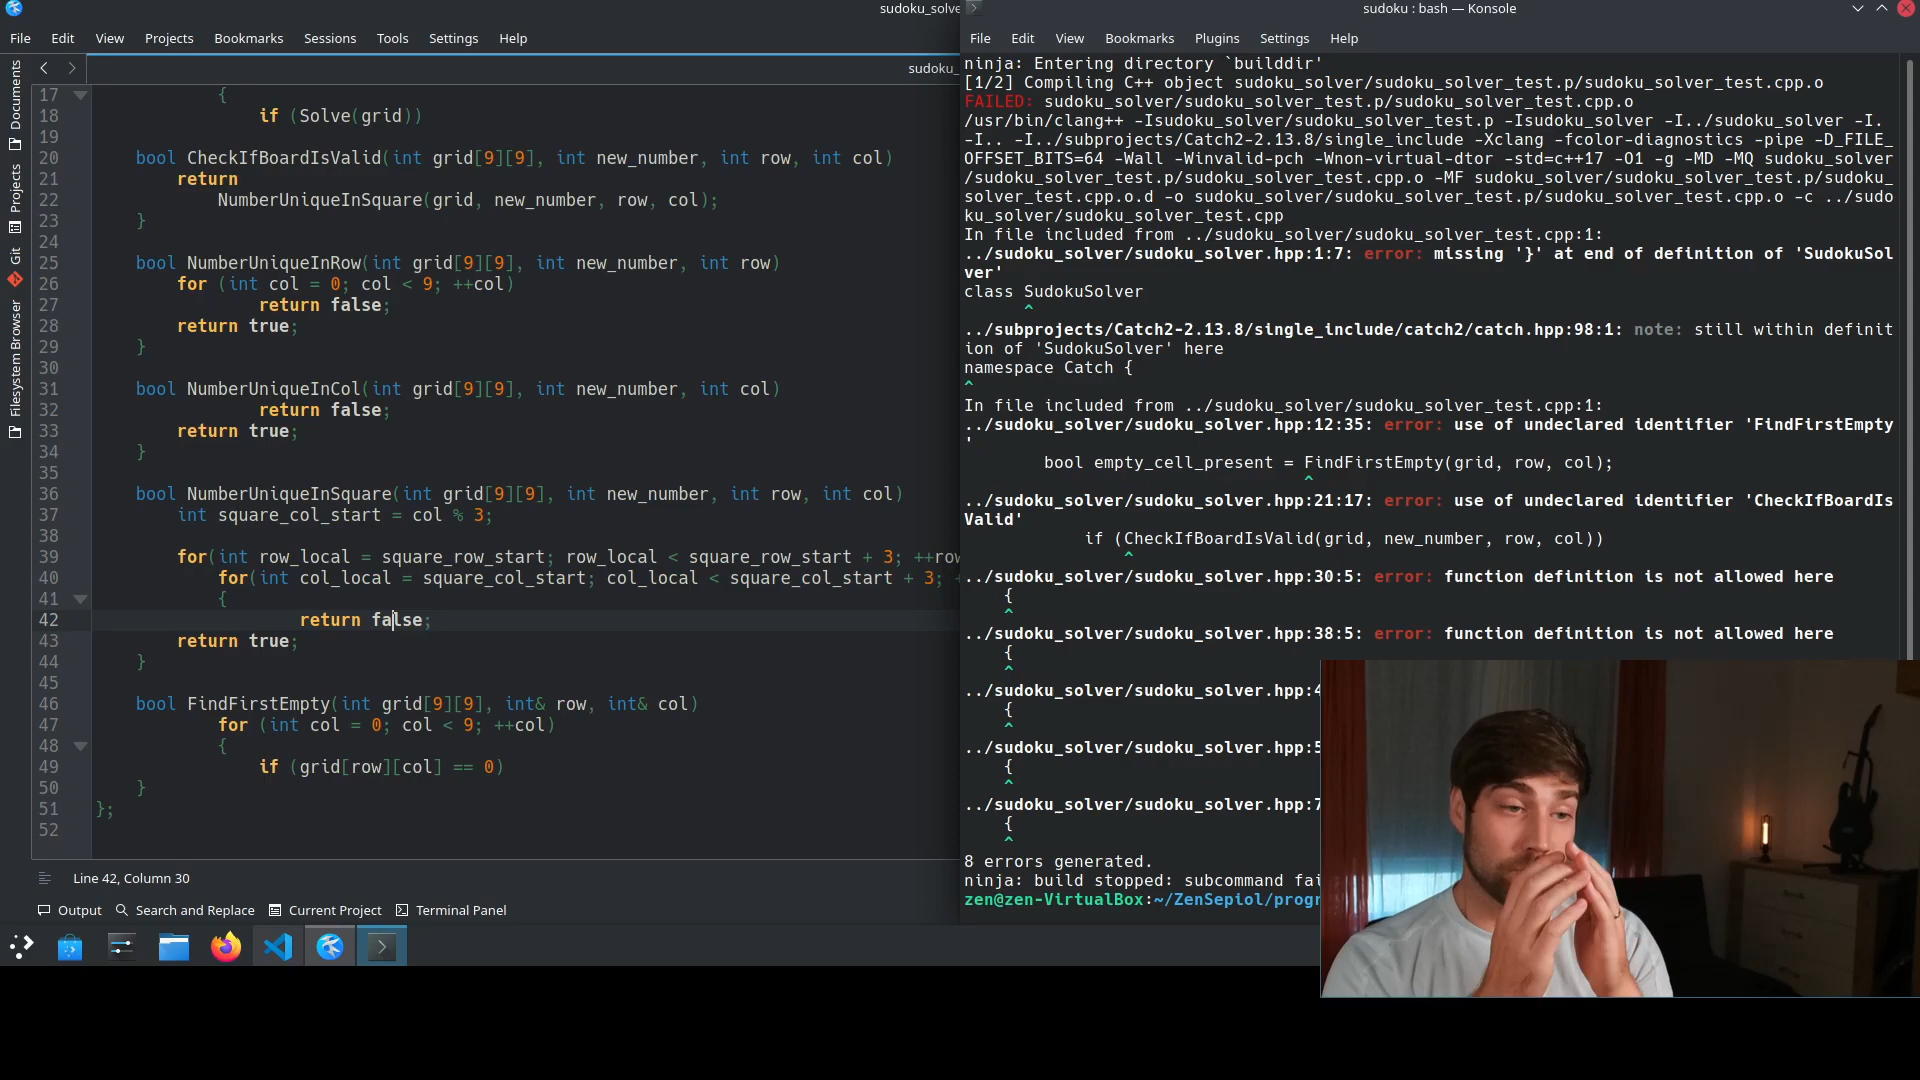 sudoku_solve
File Edit View Projects Bookmarks Sessions Tools Settings Help
sudoku_
Documents
Projects
Git
Filesystem Browser
17 {
18 if (Solve(grid))
19
20 bool CheckIfBoardIsValid(int grid[9][9], int new_number, int row, int col)
21 return
22 NumberUniqueInSquare(grid, new_number, row, col);
23 }
24
25 bool NumberUniqueInRow(int grid[9][9], int new_number, int row)
26 for (int col = 0; col < 9; ++col)
27 return false;
28 return true;
29 }
30
31 bool NumberUniqueInCol(int grid[9][9], int new_number, int col)
32 return false;
33 return true;
34 }
35
36 bool NumberUniqueInSquare(int grid[9][9], int new_number, int row, int col)
37 int square_col_start = col % 3;
38
39 for(int row_local = square_row_start; row_local < square_row_start + 3; ++row
40 for(int col_local = square_col_start; col_local < square_col_start + 3;
41 {
42 return false;
43 return true;
44 }
45
46 bool FindFirstEmpty(int grid[9][9], int& row, int& col)
47 for (int col = 0; col < 9; ++col)
48 {
49 if (grid[row][col] == 0)
50 }
51 };
52
Line 42, Column 30
Output Search and Replace Current Project Terminal Panel
sudoku : bash — Konsole
File Edit View Bookmarks Plugins Settings Help
ninja: Entering directory `builddir'
[1/2] Compiling C++ object sudoku_solver/sudoku_solver_test.p/sudoku_solver_test.cpp.o
FAILED: sudoku_solver/sudoku_solver_test.p/sudoku_solver_test.cpp.o
/usr/bin/clang++ -Isudoku_solver/sudoku_solver_test.p -Isudoku_solver -I../sudoku_solver -I.
-I.. -I../subprojects/Catch2-2.13.8/single_include -Xclang -fcolor-diagnostics -pipe -D_FILE_
OFFSET_BITS=64 -Wall -Winvalid-pch -Wnon-virtual-dtor -std=c++17 -O1 -g -MD -MQ sudoku_solver
/sudoku_solver_test.p/sudoku_solver_test.cpp.o -MF sudoku_solver/sudoku_solver_test.p/sudoku_
solver_test.cpp.o.d -o sudoku_solver/sudoku_solver_test.p/sudoku_solver_test.cpp.o -c ../sudo
ku_solver/sudoku_solver_test.cpp
In file included from ../sudoku_solver/sudoku_solver_test.cpp:1:
../sudoku_solver/sudoku_solver.hpp:1:7: error: missing '}' at end of definition of 'SudokuSol
ver'
class SudokuSolver
^
../subprojects/Catch2-2.13.8/single_include/catch2/catch.hpp:98:1: note: still within definit
ion of 'SudokuSolver' here
namespace Catch {
^
In file included from ../sudoku_solver/sudoku_solver_test.cpp:1:
../sudoku_solver/sudoku_solver.hpp:12:35: error: use of undeclared identifier 'FindFirstEmpty
'
bool empty_cell_present = FindFirstEmpty(grid, row, col);
^
../sudoku_solver/sudoku_solver.hpp:21:17: error: use of undeclared identifier 'CheckIfBoardIs
Valid'
if (CheckIfBoardIsValid(grid, new_number, row, col))
^
../sudoku_solver/sudoku_solver.hpp:30:5: error: function definition is not allowed here
{
^
../sudoku_solver/sudoku_solver.hpp:38:5: error: function definition is not allowed here
{
^
../sudoku_solver/sudoku_solver.hpp:4
{
^
../sudoku_solver/sudoku_solver.hpp:5
{
^
../sudoku_solver/sudoku_solver.hpp:7
{
^
8 errors generated.
ninja: build stopped: subcommand fai
zen@zen-VirtualBox:~/ZenSepiol/progr